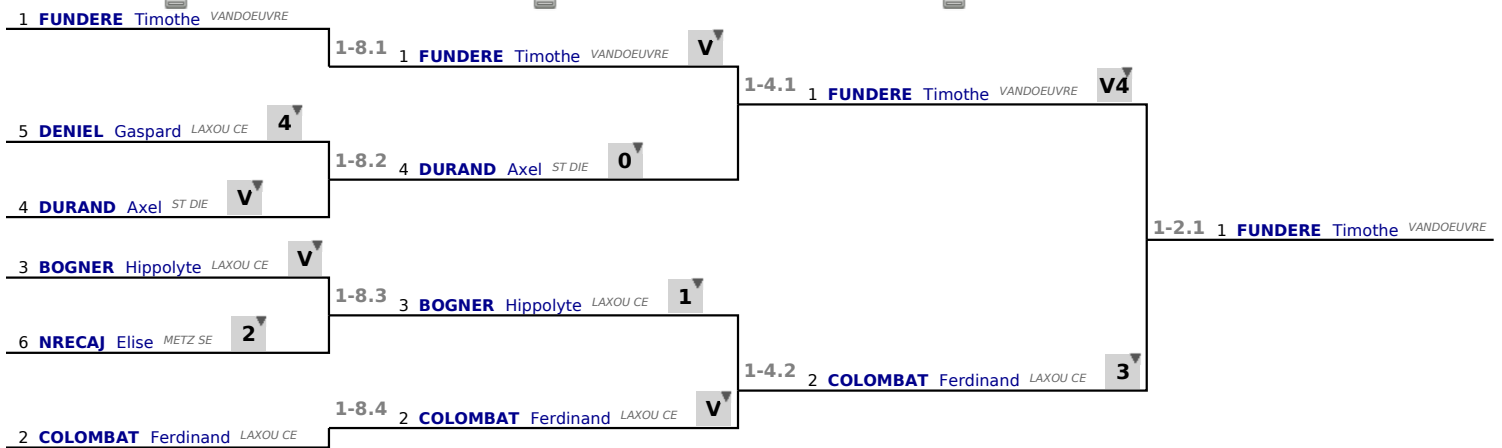 1 FUNDERE Timothe VANDOEUVRE
1-8.1 1 FUNDERE Timothe VANDOEUVRE V
1-4.1 1 FUNDERE Timothe VANDOEUVRE V4
5 DENIEL Gaspard LAXOU CE 4
1-8.2 4 DURAND Axel ST DIE 0
4 DURAND Axel ST DIE V
1-2.1 1 FUNDERE Timothe VANDOEUVRE
3 BOGNER Hippolyte LAXOU CE V
1-8.3 3 BOGNER Hippolyte LAXOU CE 1
6 NRECAJ Elise METZ SE 2
1-4.2 2 COLOMBAT Ferdinand LAXOU CE 3
1-8.4 2 COLOMBAT Ferdinand LAXOU CE V
2 COLOMBAT Ferdinand LAXOU CE